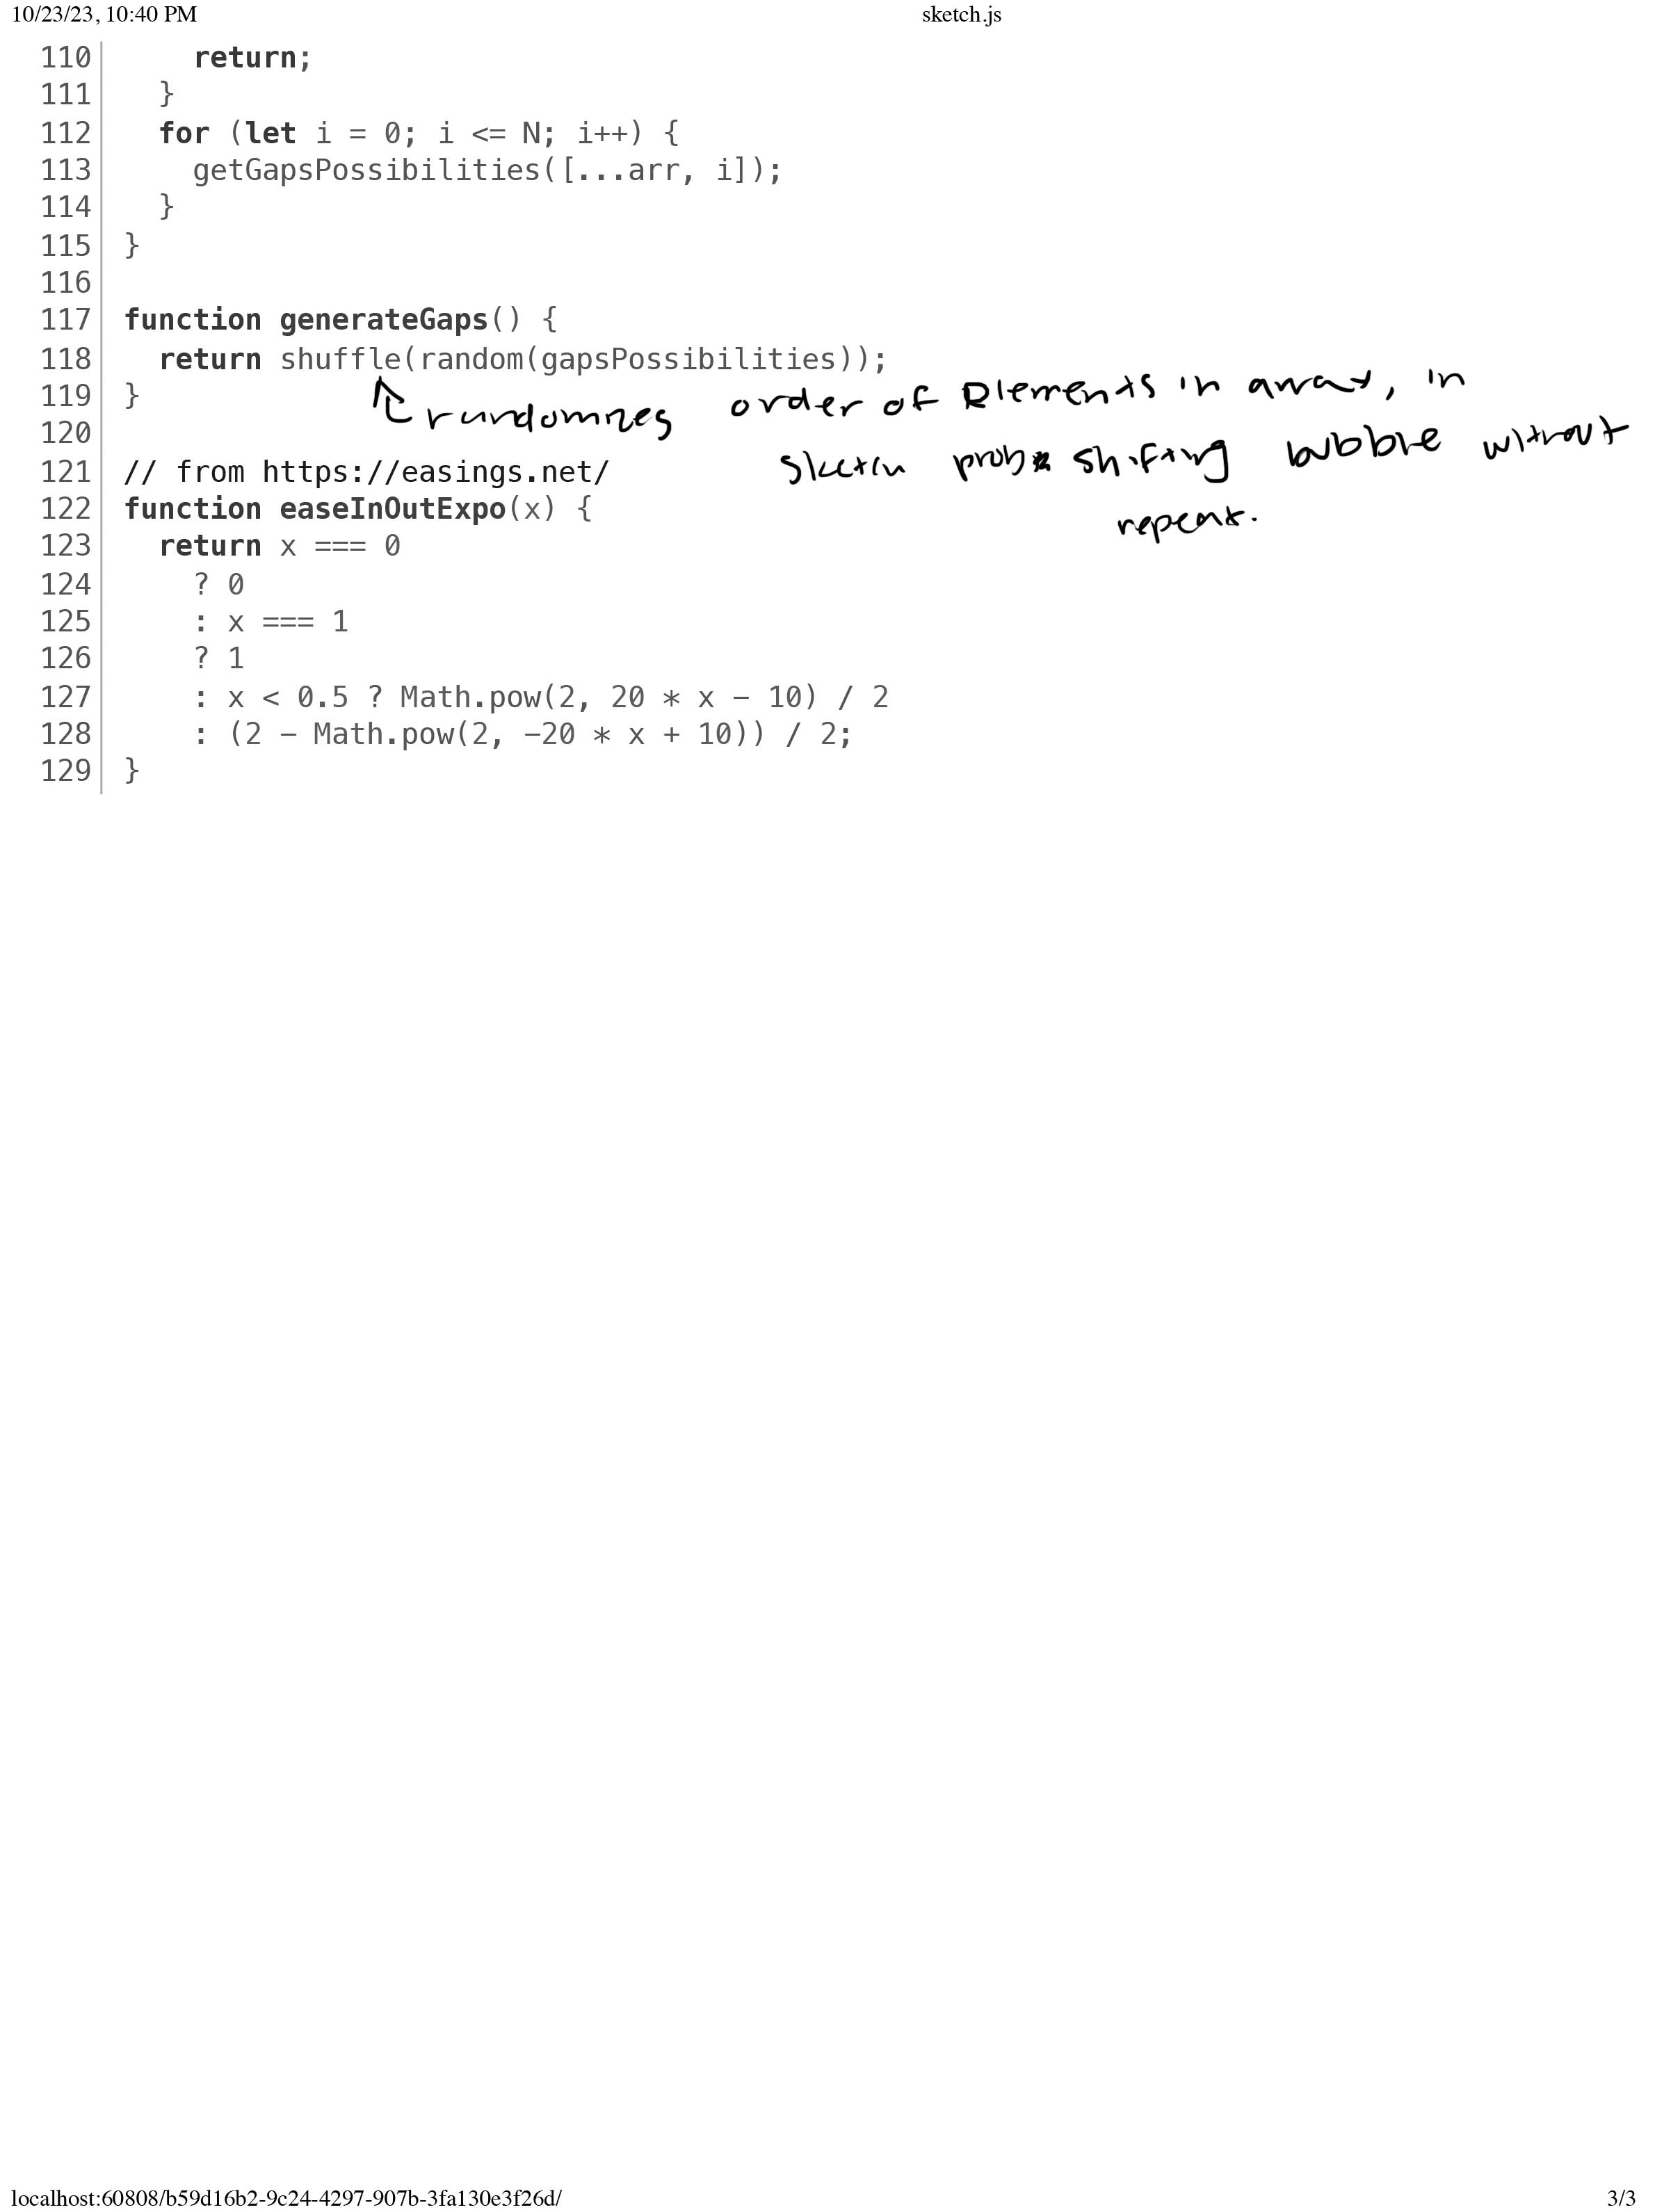 10/23/23, 10:40 PM sketch.js
110     return;
111   }
112   for (let i = 0; i <= N; i++) {
113     getGapsPossibilities([...arr, i]);
114   }
115 }
116
117 function generateGaps() {
118   return shuffle(random(gapsPossibilities));
119 }
randomizes order of Elements in array, in
120
sketch prob shifting bubble without
121 // from https://easings.net/
122 function easeInOutExpo(x) {
repeat.
123   return x === 0
124     ? 0
125     : x === 1
126     ? 1
127     : x < 0.5 ? Math.pow(2, 20 * x − 10) / 2
128     : (2 − Math.pow(2, −20 * x + 10)) / 2;
129 }
localhost:60808/b59d16b2-9c24-4297-907b-3fa130e3f26d/ 3/3